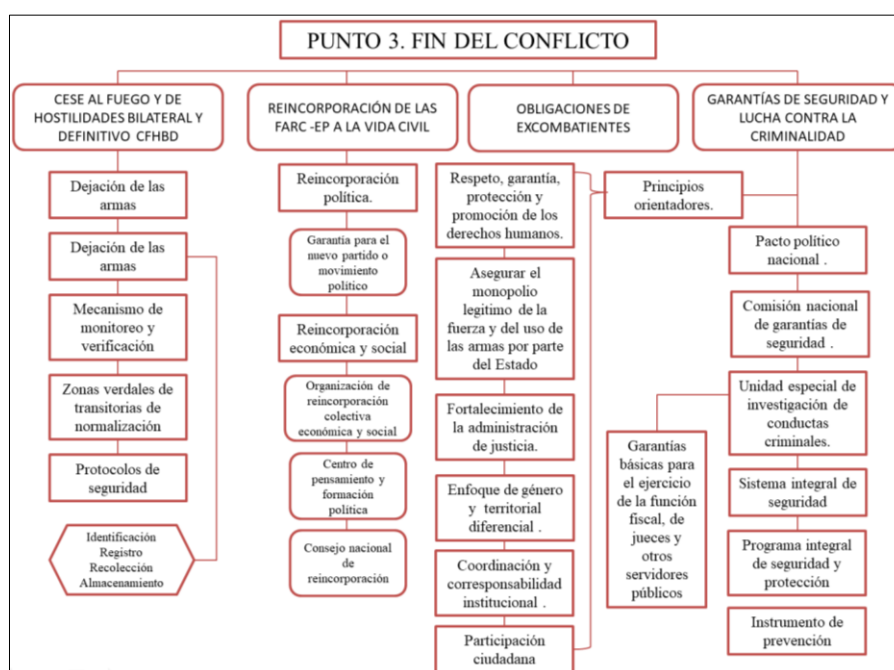 PUNTO 3. FIN DEL CONFLICTO
CESE AL FUEGO Y DE
HOSTILIDADES BILATERAL Y
DEFINITIVO CFHBD
REINCORPORACIÓN DE LAS
FARC -EP A LA VIDA CIVIL
OBLIGACIONES DE
EXCOMBATIENTES
GARANTÍAS DE SEGURIDAD Y
LUCHA CONTRA LA
CRIMINALIDAD
Dejación de las
armas
Dejación de las
armas
Mecanismo de
monitoreo y
verificación
Zonas verdales de
transitorias de
normalización
Protocolos de
seguridad
Identificación
Registro
Recolección
Almacenamiento
Reincorporación
política.
Garantía para el
nuevo partido o
movimiento
político
Reincorporación
económica y social
Organización de
reincorporación
colectiva
económica y social
Centro de
pensamiento y
formación
política
Consejo nacional
de
reincorporación
Respeto, garantía,
protección y
promoción de los
derechos humanos.
Asegurar el
monopolio
legitimo de la
fuerza y del uso de
las armas por parte
del Estado
Fortalecimiento de
la administración
de justicia.
Enfoque de género
y territorial
diferencial .
Coordinación y
corresponsabilidad
institucional .
Participación
ciudadana
Principios
orientadores.
Garantías
básicas para
el ejercicio
de la función
fiscal, de
jueces y
otros
servidores
públicos
Pacto político
nacional .
Comisión nacional
de garantías de
seguridad .
Unidad especial de
investigación de
conductas
criminales.
Sistema integral de
seguridad
Programa integral
de seguridad y
protección
Instrumento de
prevención